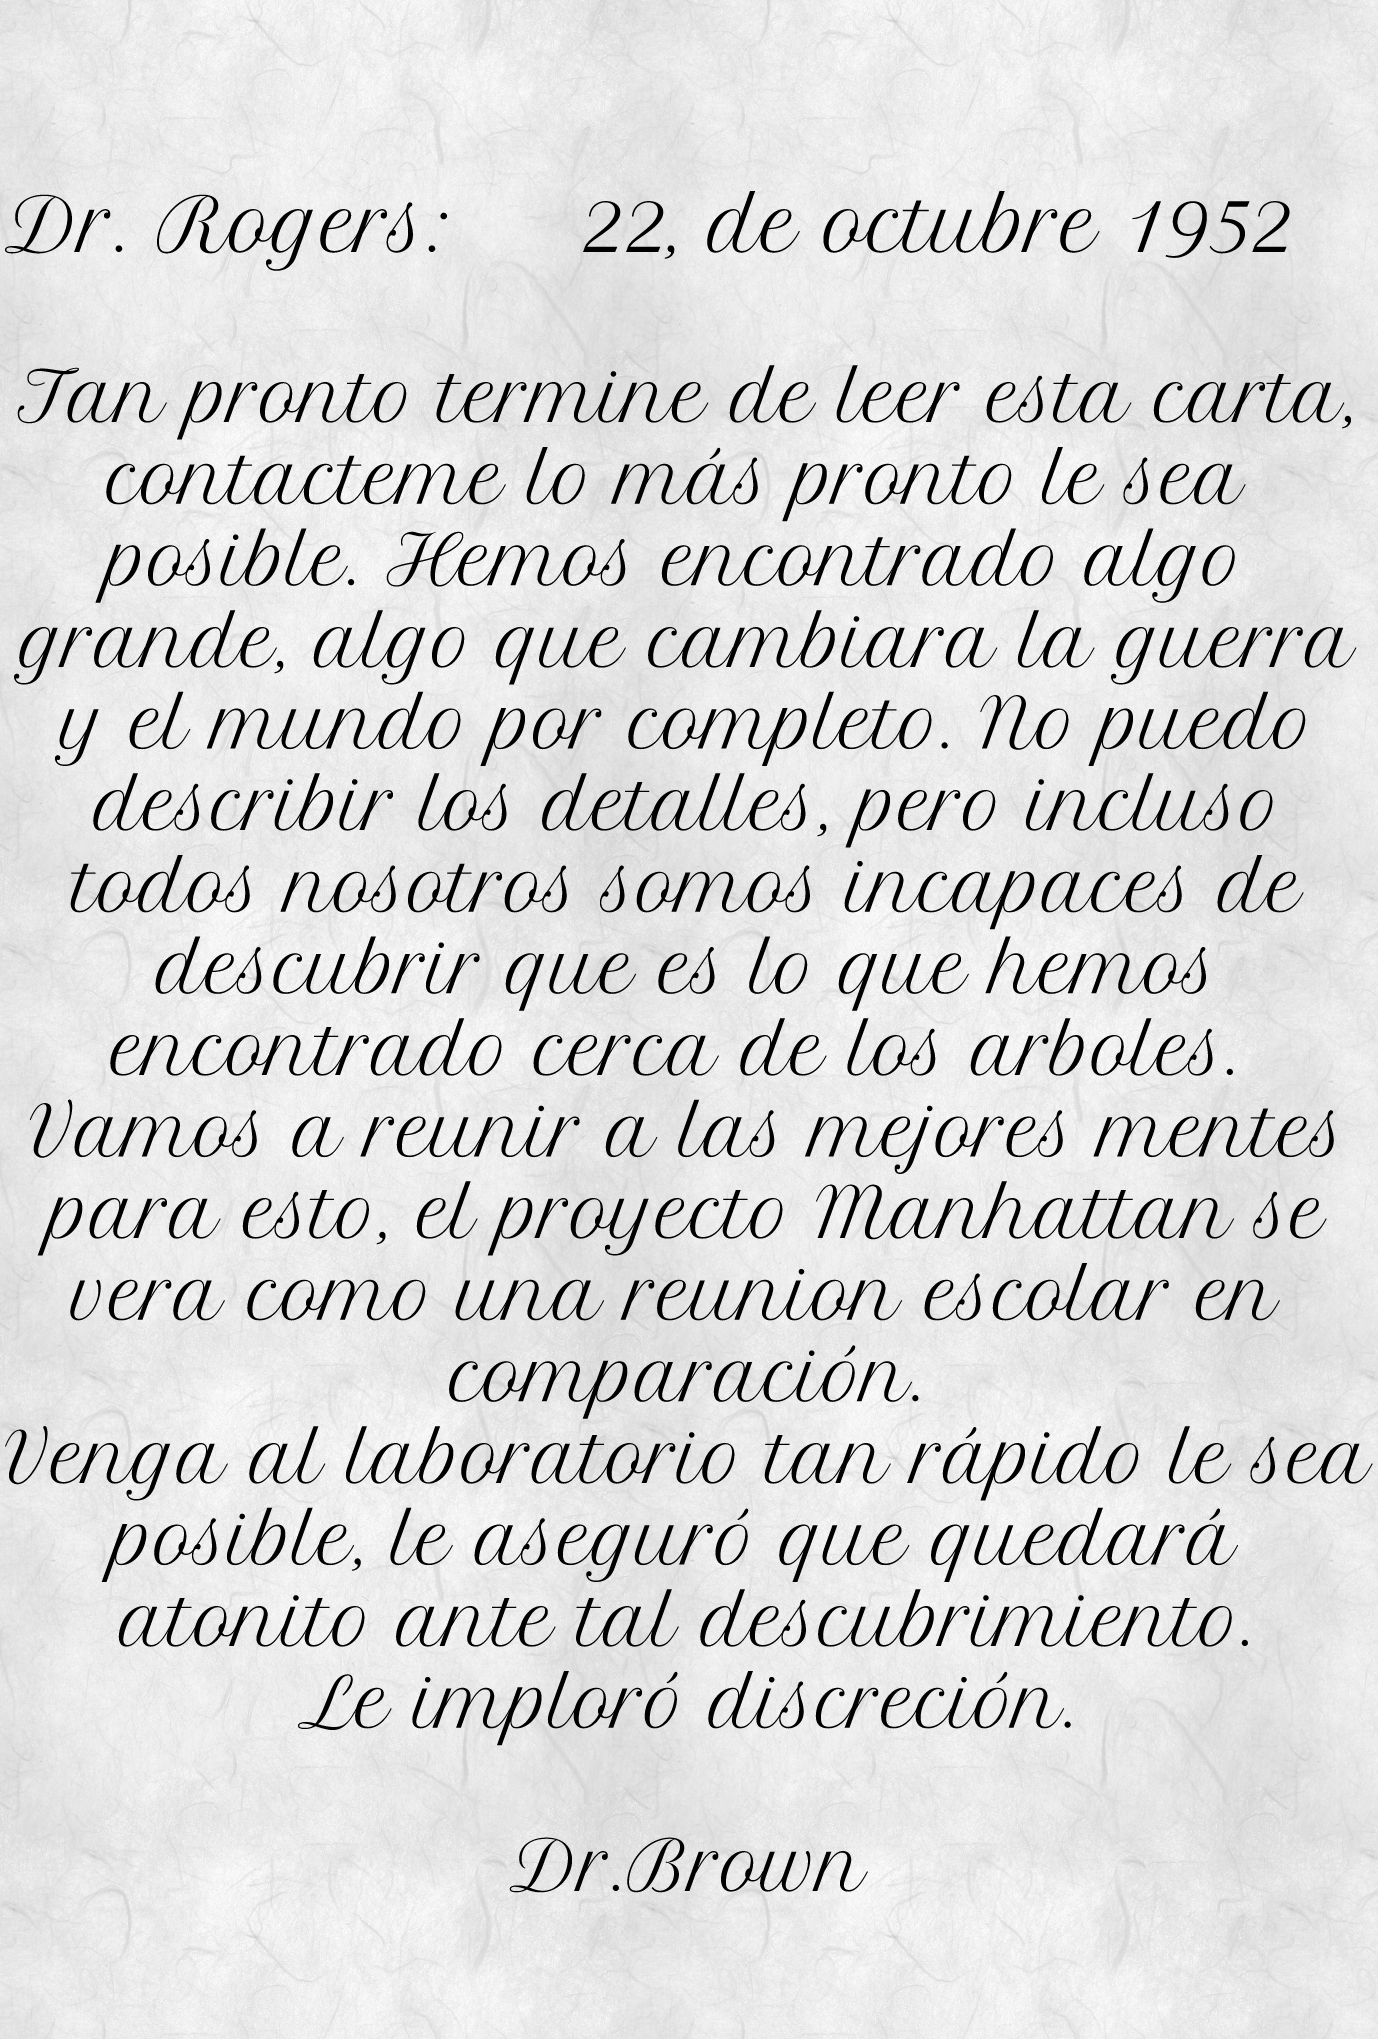 Dr. Rogers: 22, de octubre 1952
Tan pronto termine de leer esta carta,
contacteme lo más pronto le sea
posible. Hemos encontrado algo
grande, algo que cambiara la guerra
y el mundo por completo. No puedo
describir los detalles, pero incluso
todos nosotros somos incapaces de
descubrir que es lo que hemos
encontrado cerca de los arboles.
Vamos a reunir a las mejores mentes
para esto, el proyecto Manhattan se
vera como una reunion escolar en
comparación.
Venga al laboratorio tan rápido le sea
posible, le aseguró que quedará
atonito ante tal descubrimiento.
Le imploró discreción.
Dr.Brown